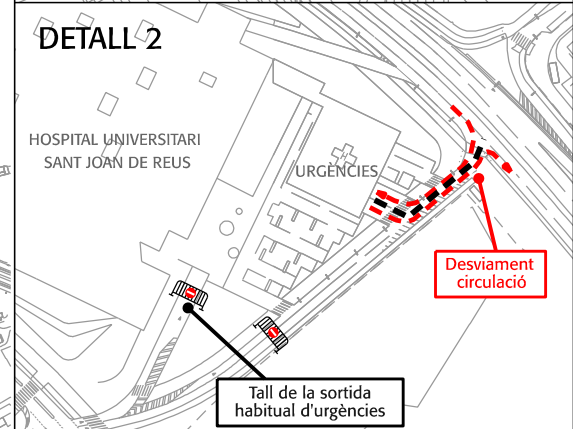 DETALL 2
HOSPITAL UNIVERSITARI
SANT JOAN DE REUS
URGÈNCIES
Desviament
circulació
Tall de la sortida
habitual d'urgències